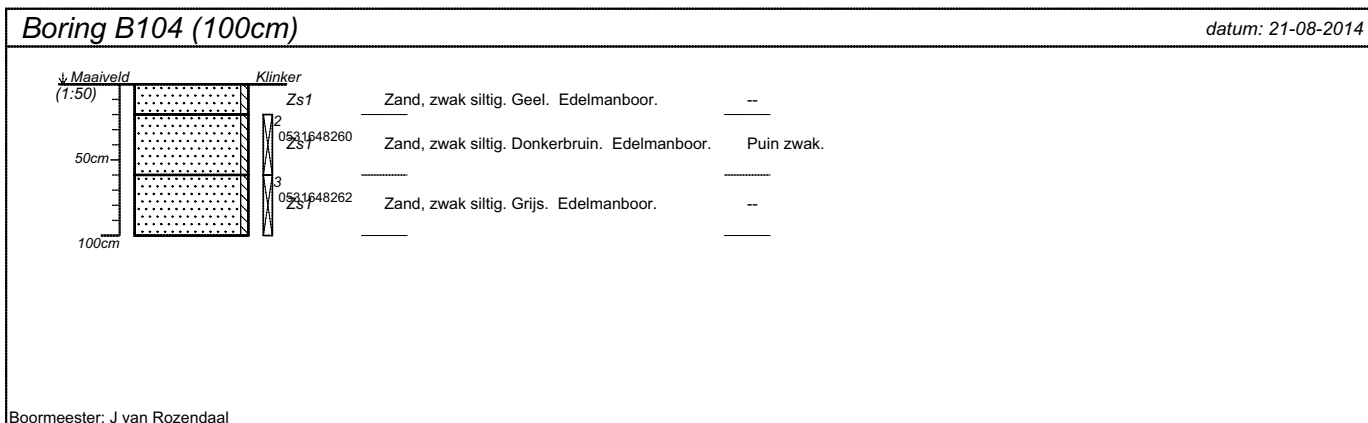 Boring B104 (100cm) datum: 21-08-2014
Maaiveld Klinker
(1:50) Zs1 Zand, zwak siltig. Geel. Edelmanboor. --
2
0531648260
50cm Zs1 Zand, zwak siltig. Donkerbruin. Edelmanboor. Puin zwak.
3
0531648262
Zs1 Zand, zwak siltig. Grijs. Edelmanboor. --
100cm
Boormeester: J van Rozendaal